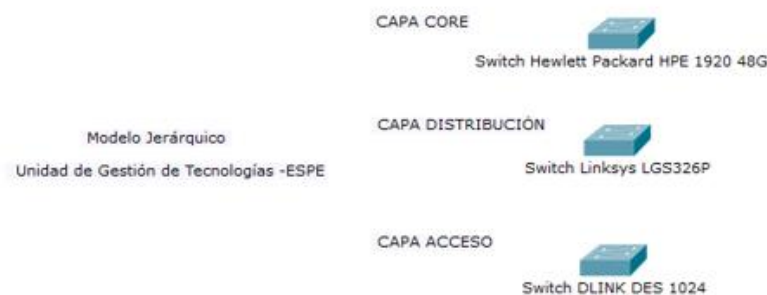 CAPA CORE
Switch Hewlett Packard HPE 1920 48G
Modelo Jerárquico
Unidad de Gestión de Tecnologías -ESPE
CAPA DISTRIBUCIÓN
Switch Linksys LGS326P
CAPA ACCESO
Switch DLINK DES 1024